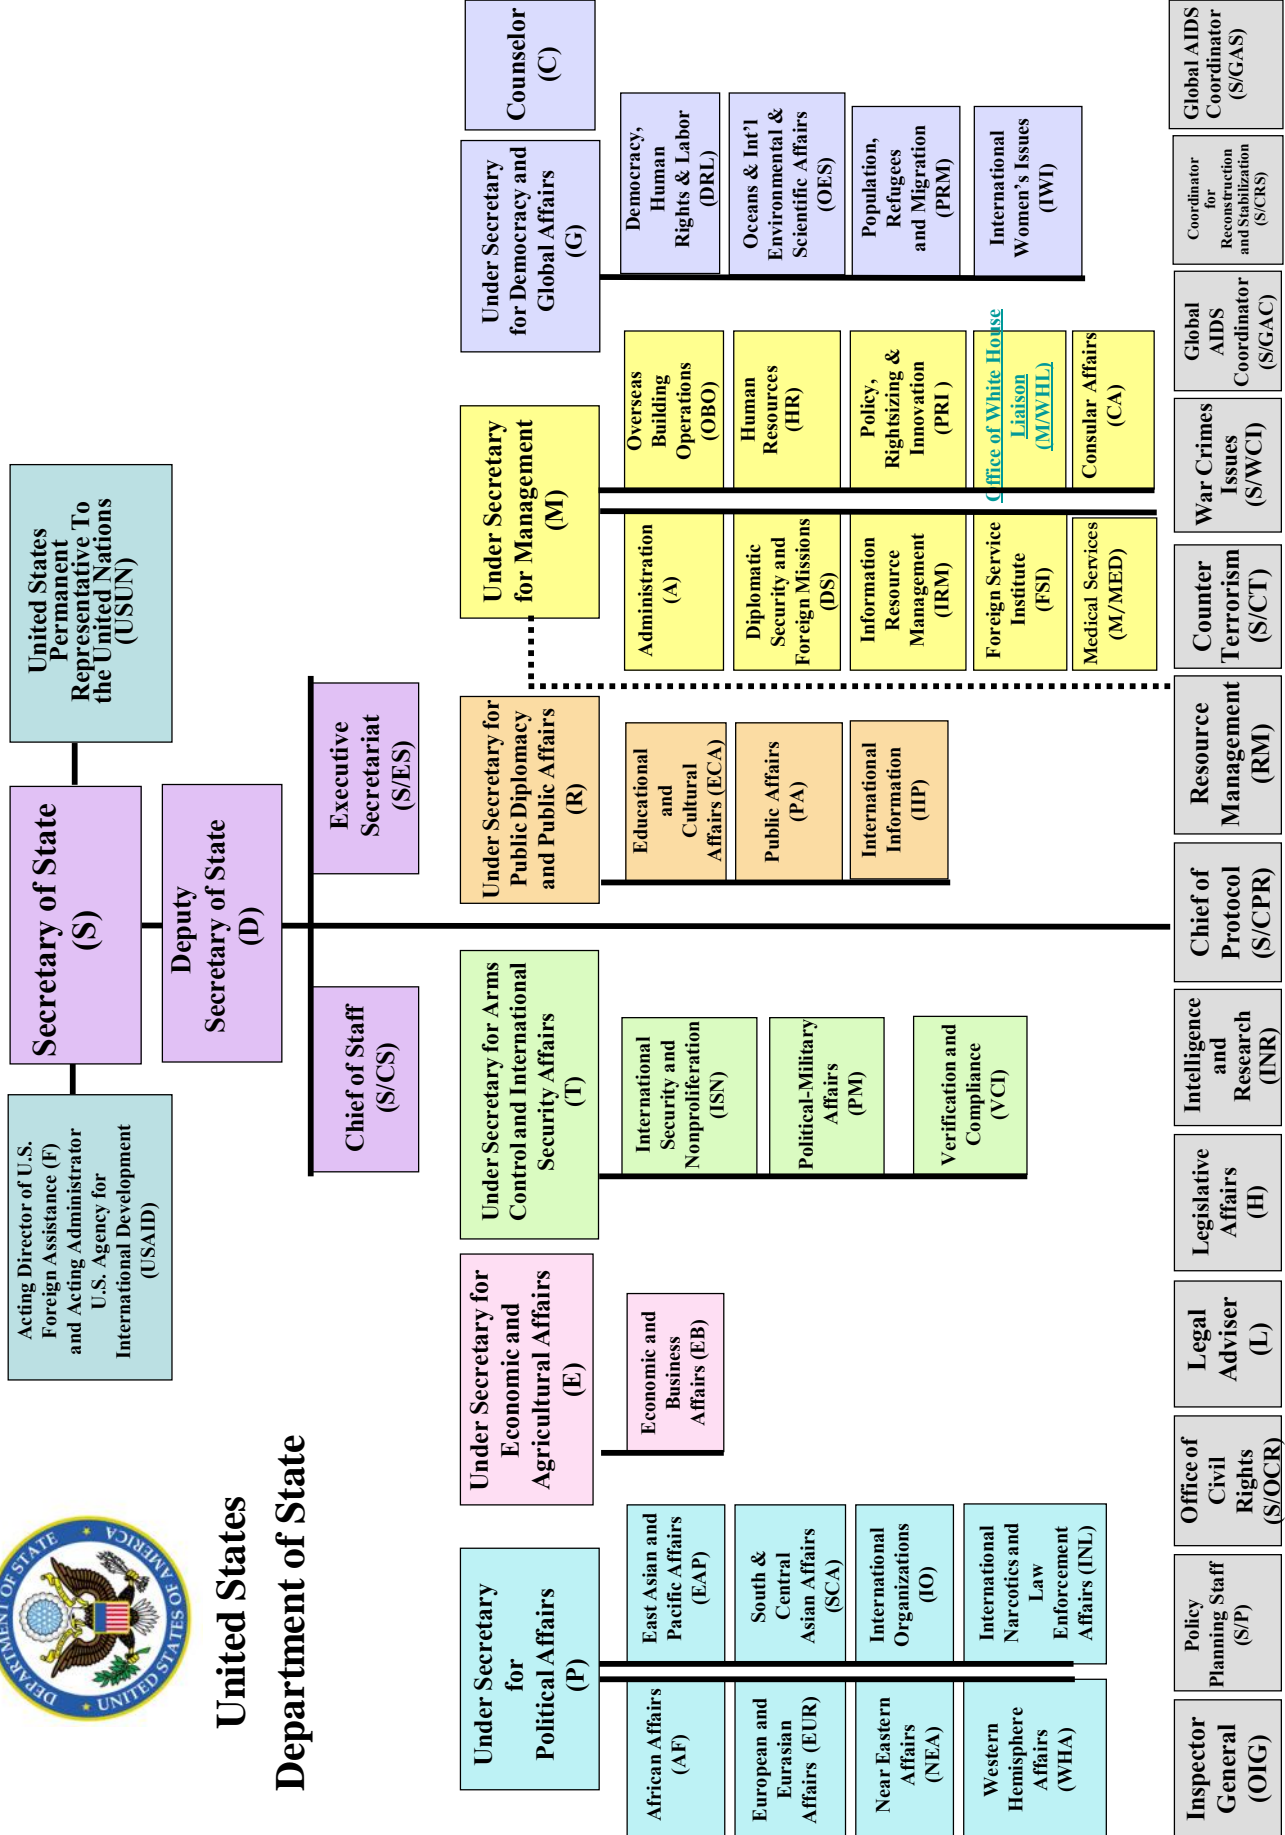 DEPARTMENT OF STATE
UNITED STATES OF AMERICA
United States
Department of State
Acting Director of U.S.
Foreign Assistance (F)
and Acting Administrator
U.S. Agency for
International Development
(USAID)
Secretary of State
(S)
United States
Permanent
Representative To
the United Nations
(USUN)
Deputy
Secretary of State
(D)
Chief of Staff
(S/CS)
Executive
Secretariat
(S/ES)
Under Secretary
for
Political Affairs
(P)
Under Secretary for
Economic and
Agricultural Affairs
(E)
Under Secretary for Arms
Control and International
Security Affairs
(T)
Under Secretary for
Public Diplomacy
and Public Affairs
(R)
Under Secretary
for Management
(M)
Under Secretary
for Democracy and
Global Affairs
(G)
Counselor
(C)
African Affairs
(AF)
European and
Eurasian
Affairs (EUR)
Near Eastern
Affairs
(NEA)
Western
Hemisphere
Affairs
(WHA)
East Asian and
Pacific Affairs
(EAP)
South &
Central
Asian Affairs
(SCA)
International
Organizations
(IO)
International
Narcotics and
Law
Enforcement
Affairs (INL)
Economic and
Business
Affairs (EB)
International
Security and
Nonproliferation
(ISN)
Political-Military
Affairs
(PM)
Verification and
Compliance
(VCI)
Educational
and
Cultural
Affairs (ECA)
Public Affairs
(PA)
International
Information
(IIP)
Administration
(A)
Diplomatic
Security and
Foreign Missions
(DS)
Information
Resource
Management
(IRM)
Foreign Service
Institute
(FSI)
Medical Services
(M/MED)
Overseas
Building
Operations
(OBO)
Human
Resources
(HR)
Policy,
Rightsizing &
Innovation
(PRI )
Office of White House
Liaison
(M/WHL)
Consular Affairs
(CA)
Democracy,
Human
Rights & Labor
(DRL)
Oceans & Int'l
Environmental &
Scientific Affairs
(OES)
Population,
Refugees
and Migration
(PRM)
International
Women's Issues
(IWI)
Inspector
General
(OIG)
Policy
Planning Staff
(S/P)
Office of
Civil
Rights
(S/OCR)
Legal
Adviser
(L)
Legislative
Affairs
(H)
Intelligence
and
Research
(INR)
Chief of
Protocol
(S/CPR)
Resource
Management
(RM)
Counter
Terrorism
(S/CT)
War Crimes
Issues
(S/WCI)
Global
AIDS
Coordinator
(S/GAC)
Coordinator
for
Reconstruction
and Stabilization
(S/CRS)
Global AIDS
Coordinator
(S/GAS)